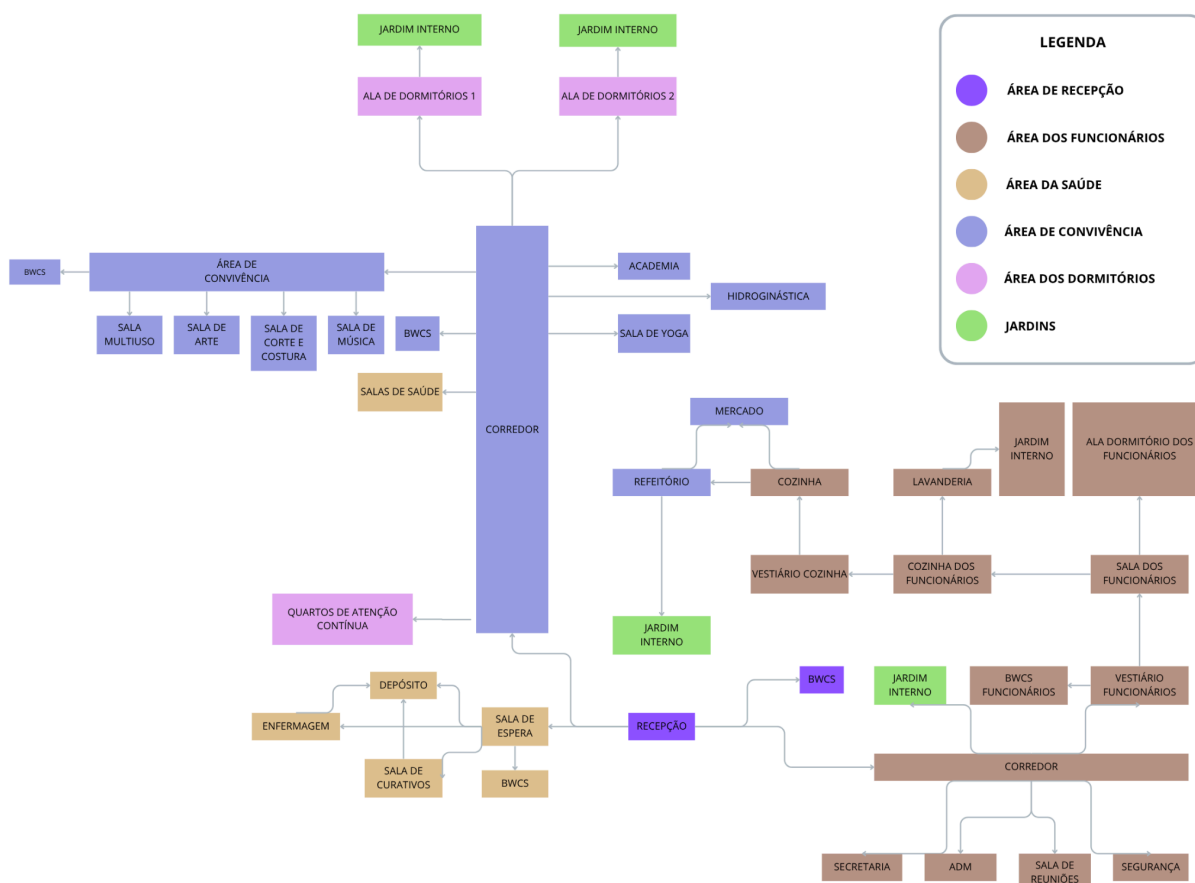 JARDIM INTERNO
JARDIM INTERNO
ALA DE DORMITÓRIOS 1
ALA DE DORMITÓRIOS 2
LEGENDA
ÁREA DE RECEPÇÃO
ÁREA DOS FUNCIONÁRIOS
ÁREA DA SAÚDE
ÁREA DE CONVIVÊNCIA
ÁREA DOS DORMITÓRIOS
JARDINS
BWCS
ÁREA DE
CONVIVÊNCIA
SALA
MULTIUSO
SALA DE
ARTE
SALA DE
CORTE E
COSTURA
SALA DE
MÚSICA
BWCS
SALAS DE SAÚDE
CORREDOR
ACADEMIA
HIDROGINÁSTICA
SALA DE YOGA
MERCADO
REFEITÓRIO
COZINHA
LAVANDERIA
JARDIM
INTERNO
ALA DORMITÓRIO DOS
FUNCIONÁRIOS
VESTIÁRIO COZINHA
COZINHA DOS
FUNCIONÁRIOS
SALA DOS
FUNCIONÁRIOS
QUARTOS DE ATENÇÃO
CONTÍNUA
JARDIM
INTERNO
BWCS
JARDIM
INTERNO
BWCS
FUNCIONÁRIOS
VESTIÁRIO
FUNCIONÁRIOS
DEPÓSITO
ENFERMAGEM
SALA DE
ESPERA
RECEPÇÃO
SALA DE
CURATIVOS
BWCS
CORREDOR
SECRETARIA
ADM
SALA DE
REUNIÕES
SEGURANÇA